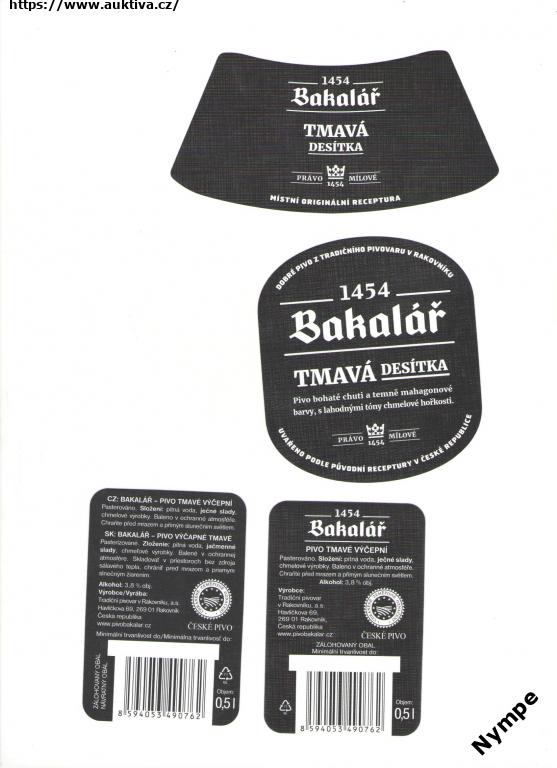 https://www.auktiva.cz/
1454
Bakalář
TMAVÁ
DESÍTKA
PRÁVO 1454 MÍLOVÉ
MÍSTNÍ ORIGINÁLNÍ RECEPTURA
DOBRÉ PIVO Z TRADIČNÍHO PIVOVARU V RAKOVNÍKU
1454
Bakalář
TMAVÁ DESÍTKA
Pivo bohaté chuti a temně mahagonové
barvy, s lahodnými tóny chmelové hořkosti.
PRÁVO 1454 MÍLOVÉ
UVAŘENO PODLE PŮVODNÍ RECEPTURY V ČESKÉ REPUBLICE
CZ: BAKALÁŘ – PIVO TMAVÉ VÝČEPNÍ
Pasterováno. Složení: pitná voda, ječné slady,
chmelové výrobky. Baleno v ochranné atmosféře.
Chraňte před mrazem a přímým slunečním světlem.
SK: BAKALÁŘ – PIVO VÝČAPNÉ TMAVÉ
Pasterizované. Zloženie: pitná voda, jačmenné
slady, chmeľové výrobky. Balené v ochrannej
atmosfére. Skladovať v priestoroch bez zdroja
sálavého tepla, chrániť pred mrazom a priamym
slnečným žiarením.
Alkohol: 3,8 % obj.
Výrobce/Výrába:
Tradiční pivovar
v Rakovníku, a.s.
Havlíčkova 69, 269 01 Rakovník
Česká republika
www.pivobakalar.cz
ČESKÉ PIVO
Minimální trvanlivost do/Minimálna trvanlivosť do:
ZÁLOHOVANÝ OBAL
NÁVRATNÝ OBAL
8 594053 490762
Objem:
0,5 l
1454
Bakalář
PIVO TMAVÉ VÝČEPNÍ
Pasterováno. Složení: pitná voda, ječné slady,
chmelové výrobky. Baleno v ochranné atmosféře.
Chraňte před mrazem a přímým slunečním světlem.
Alkohol: 3,8 % obj.
Výrobce:
Tradiční pivovar
v Rakovníku, a.s.
Havlíčkova 69,
269 01 Rakovník,
Česká republika
www.pivobakalar.cz
ČESKÉ PIVO
ZÁLOHOVANÝ OBAL
Minimální trvanlivost do:
8 594053 490762
Objem:
0,5 l
Nympe